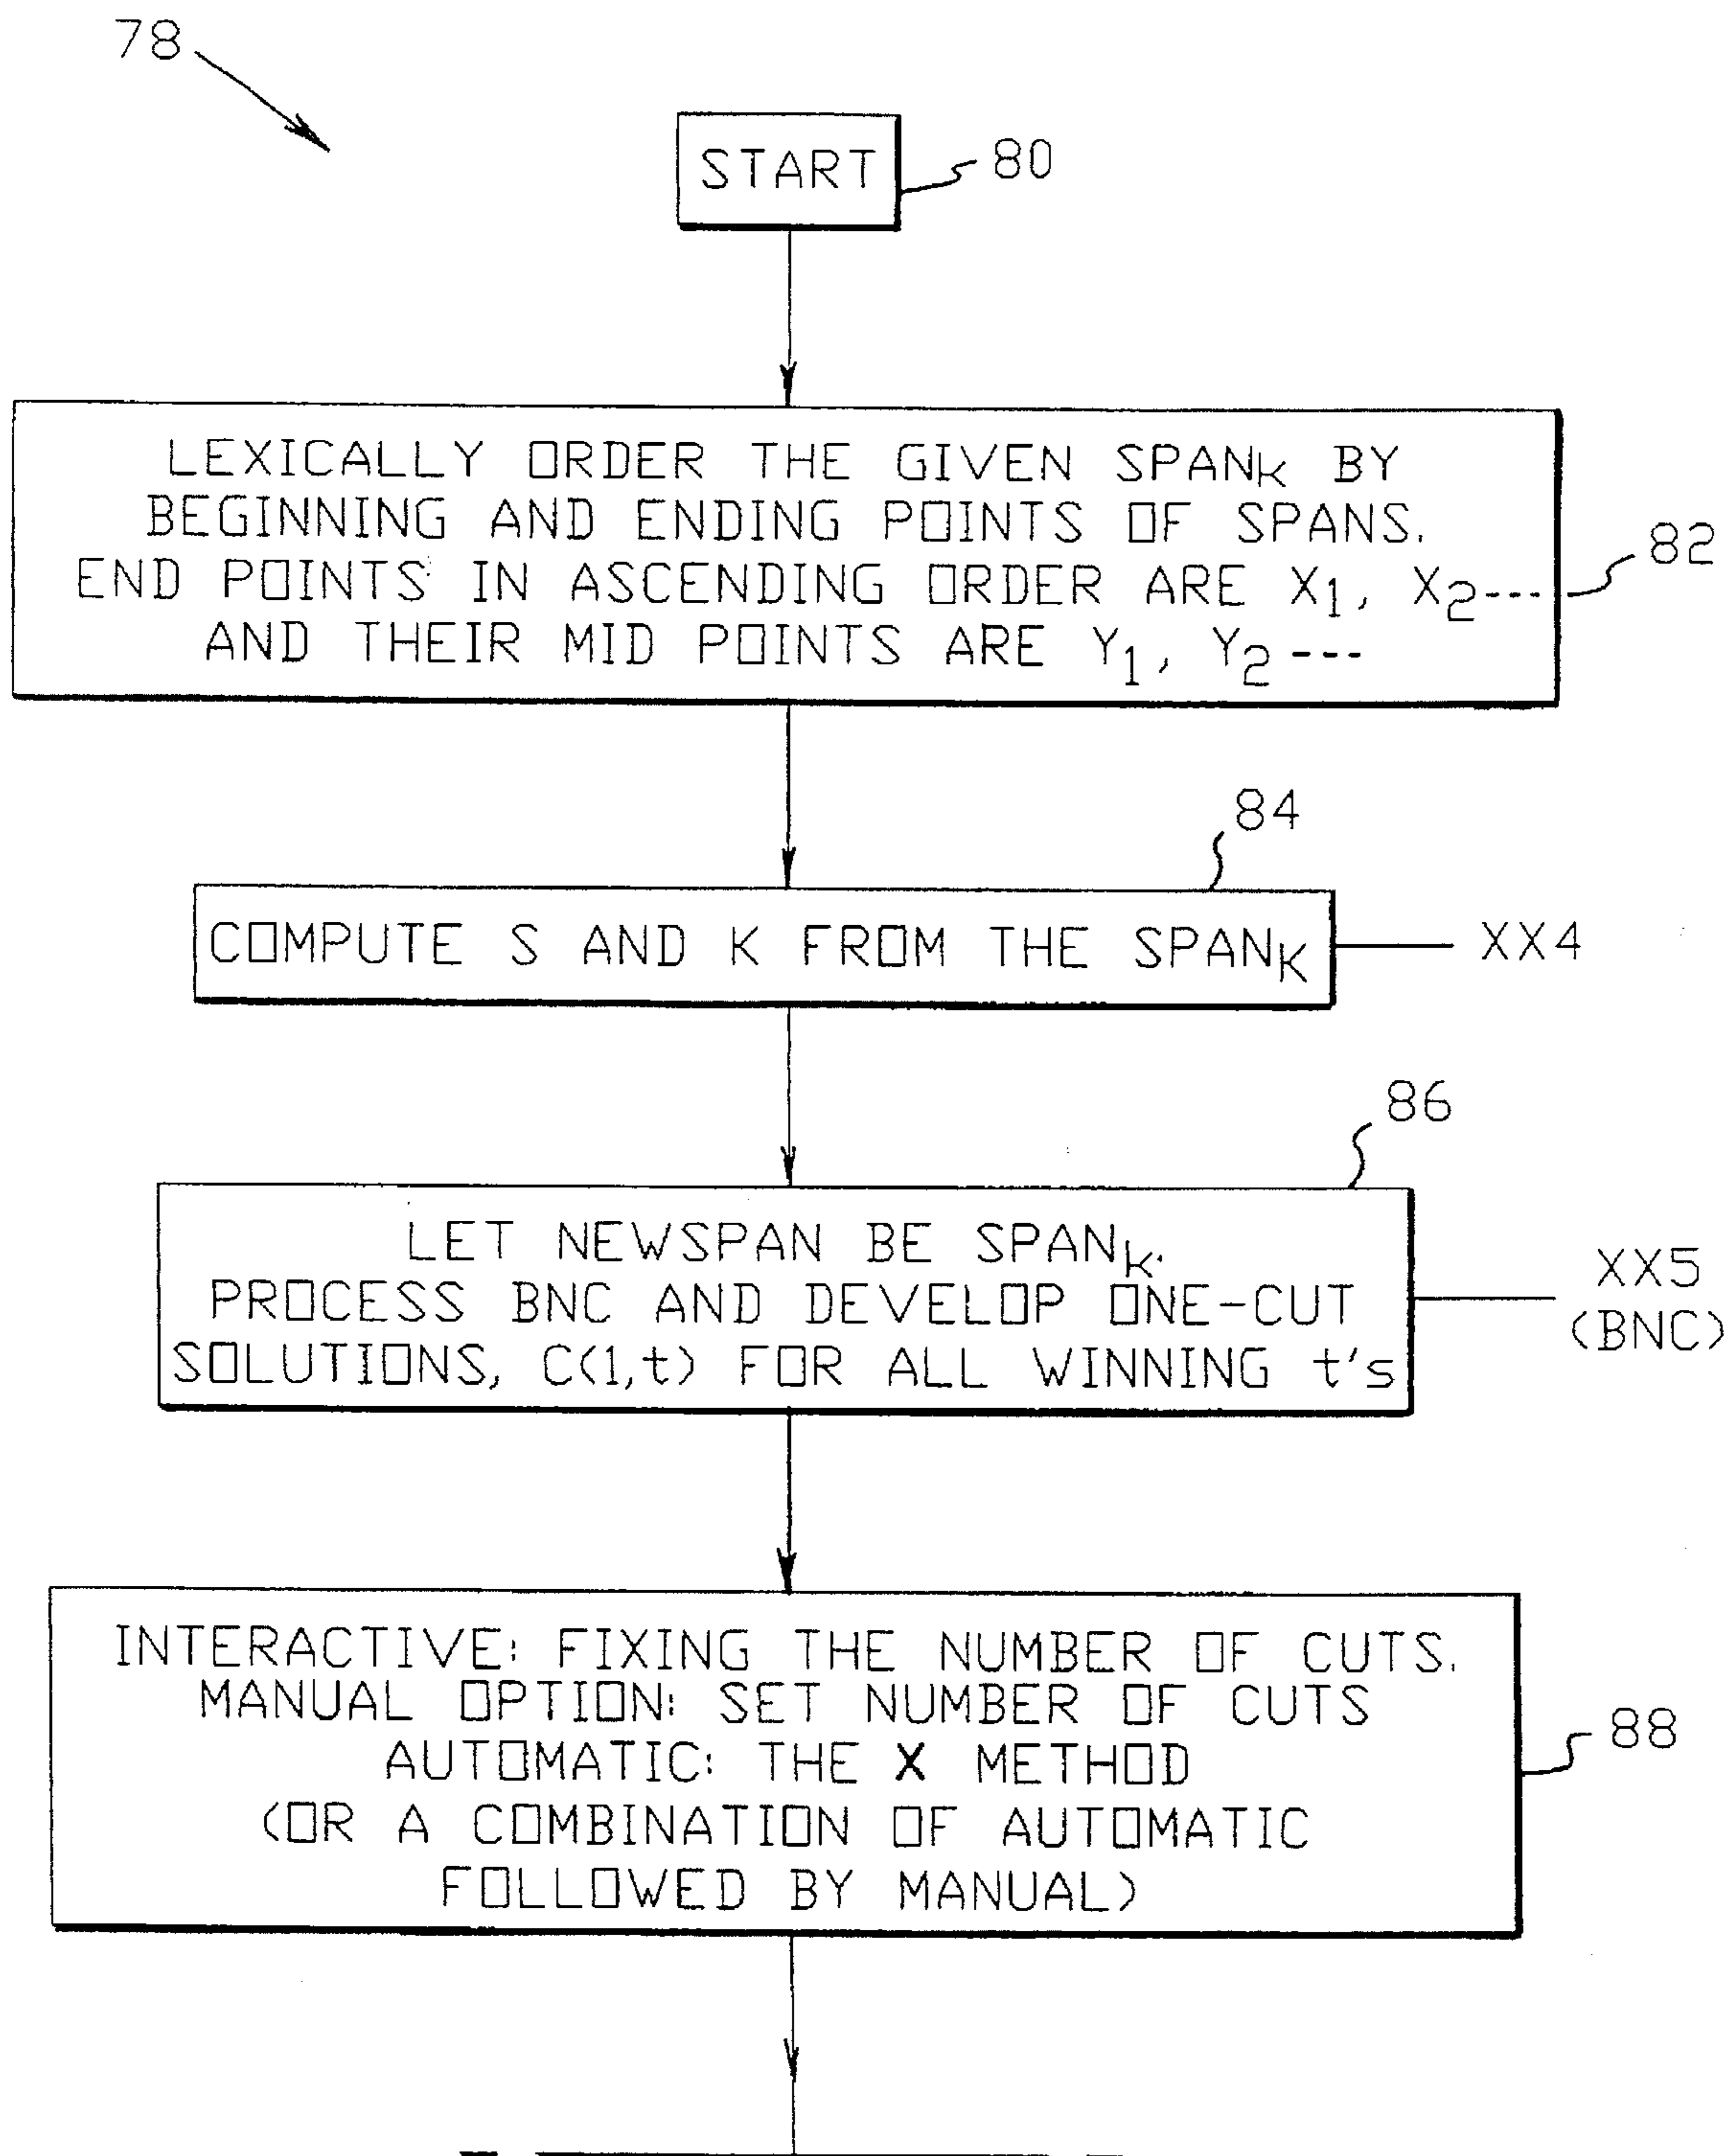 78
START
80
LEXICALLY ORDER THE GIVEN SPANK BY
BEGINNING AND ENDING POINTS OF SPANS.
END POINTS IN ASCENDING ORDER ARE X1, X2---
82
AND THEIR MID POINTS ARE Y1, Y2 ---
84
COMPUTE S AND K FROM THE SPANK
XX4
86
LET NEWSPAN BE SPANK.
PROCESS BNC AND DEVELOP ONE-CUT
SOLUTIONS, C(1,t) FOR ALL WINNING t's
XX5
(BNC)
INTERACTIVE: FIXING THE NUMBER OF CUTS.
MANUAL OPTION: SET NUMBER OF CUTS
AUTOMATIC: THE X METHOD
(OR A COMBINATION OF AUTOMATIC
FOLLOWED BY MANUAL)
88